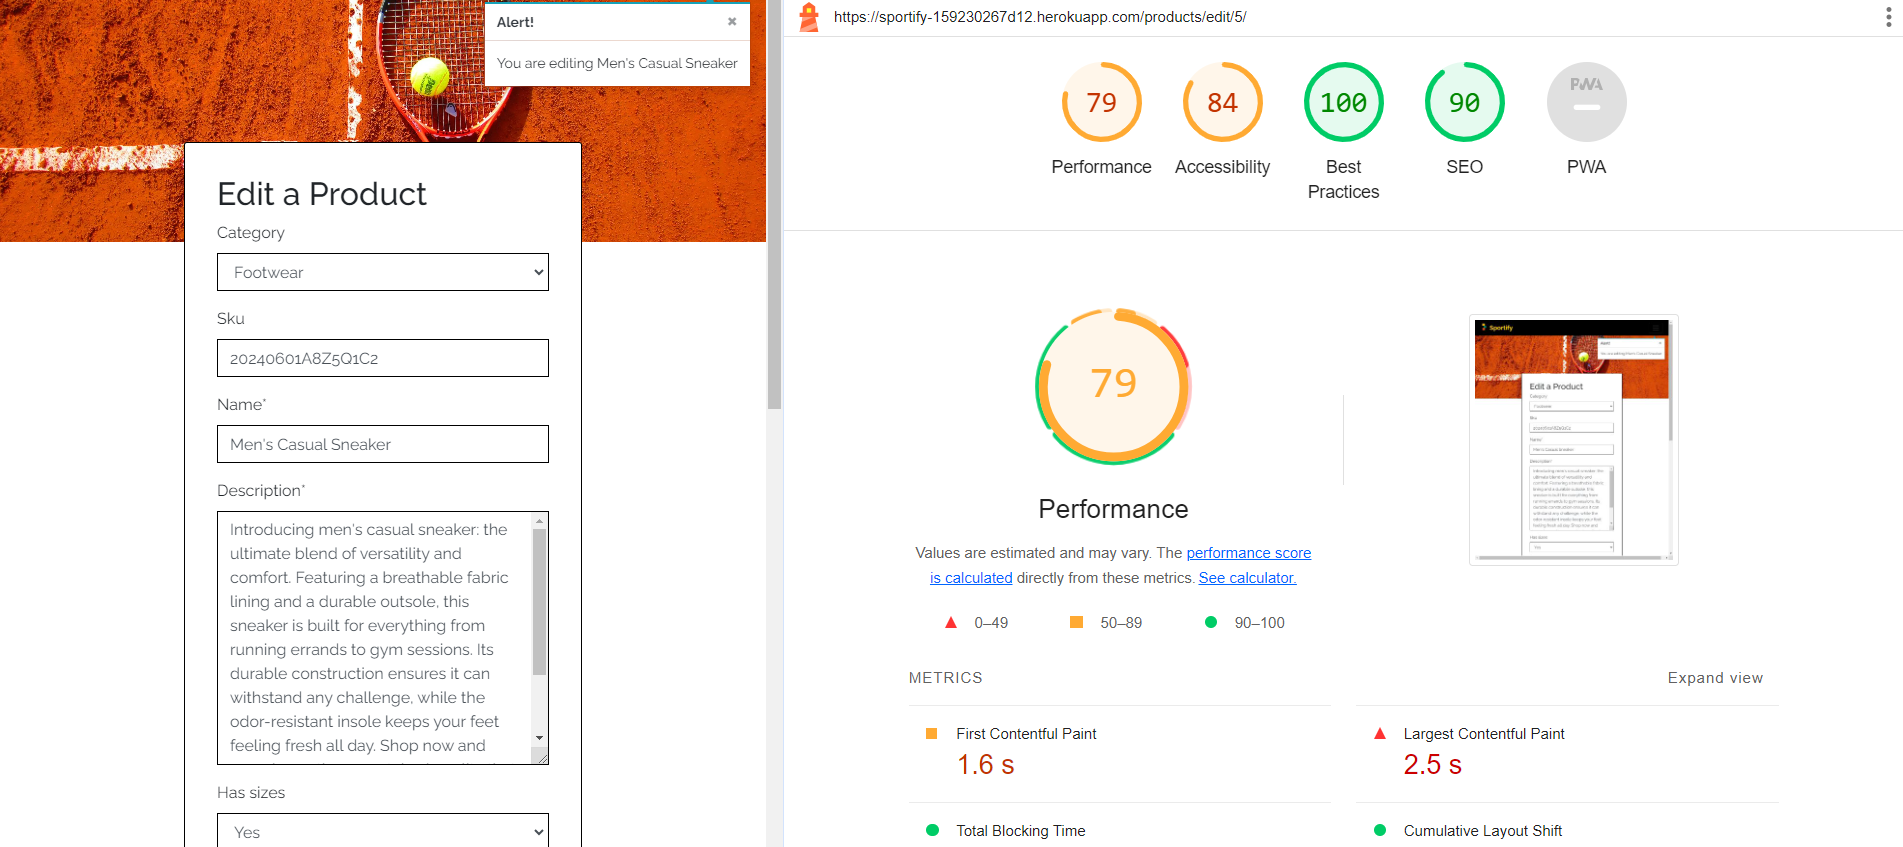 Alert!
×
You are editing Men's Casual Sneaker
Edit a Product
Category
Footwear
Sku
20240601A8Z5Q1C2
Name*
Men's Casual Sneaker
Description*
Introducing men's casual sneaker: the
ultimate blend of versatility and
comfort. Featuring a breathable fabric
lining and a durable outsole, this
sneaker is built for everything from
running errands to gym sessions. Its
durable construction ensures it can
withstand any challenge, while the
odor-resistant insole keeps your feet
feeling fresh all day. Shop now and
Has sizes
Yes
https://sportify-159230267d12.herokuapp.com/products/edit/5/
79
Performance
84
Accessibility
100
Best
Practices
90
SEO
PWA
PWA
79
Performance
Values are estimated and may vary. The performance score
is calculated directly from these metrics. See calculator.
0–49
50–89
90–100
Sportify
Edit a Product
METRICS
Expand view
First Contentful Paint
1.6 s
Largest Contentful Paint
2.5 s
Total Blocking Time
Cumulative Layout Shift